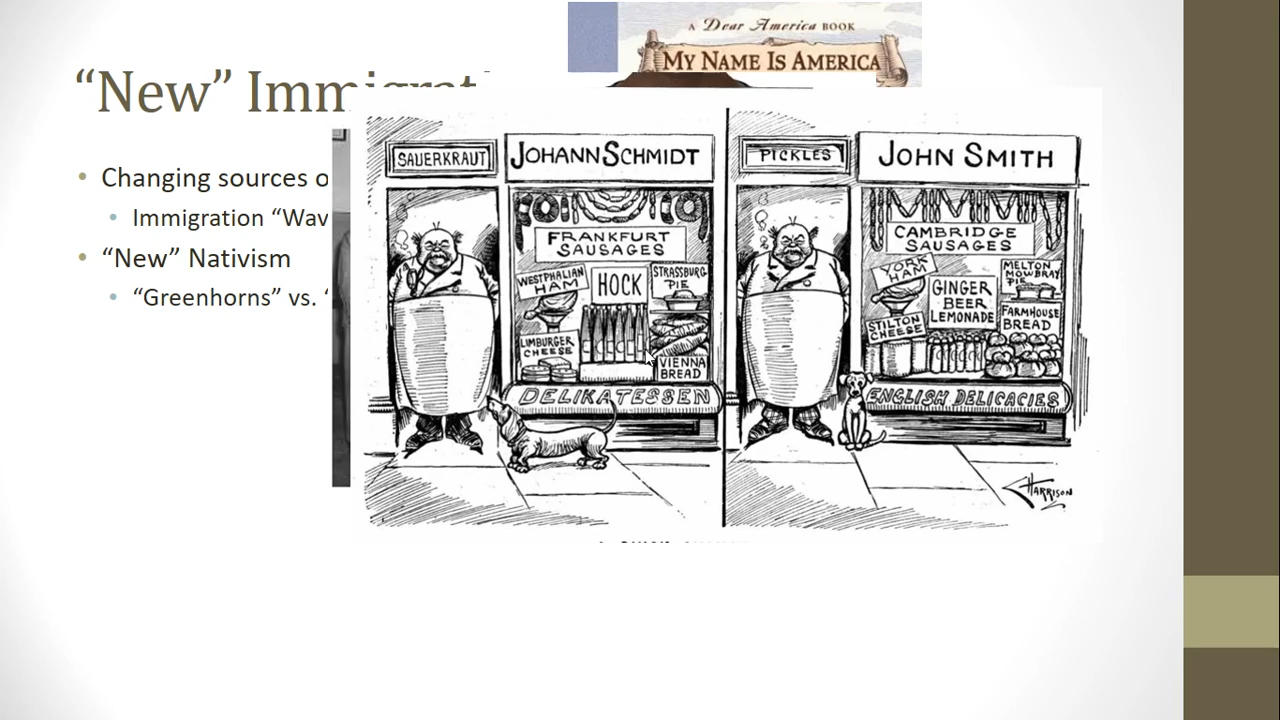 A Dear America BOOK
MY NAME IS AMERICA
“New” Immigrat
• Changing sources o
• Immigration “Wav
• “New” Nativism
• “Greenhorns” vs. “
SAUERKRAUT
JOHANN SCHMIDT
FRANKFURT
SAUSAGES
WESTPHALIAN
HAM
HOCK
STRASSBURG
PIE
LIMBURGER
CHEESE
VIENNA
BREAD
DELIKATESSEN
PICKLES
JOHN SMITH
CAMBRIDGE
SAUSAGES
YORK
HAM
GINGER
BEER
LEMONADE
MELTON
MOWBRAY
PIE
STILTON
CHEESE
FARMHOUSE
BREAD
ENGLISH DELICACIES
HARRISON